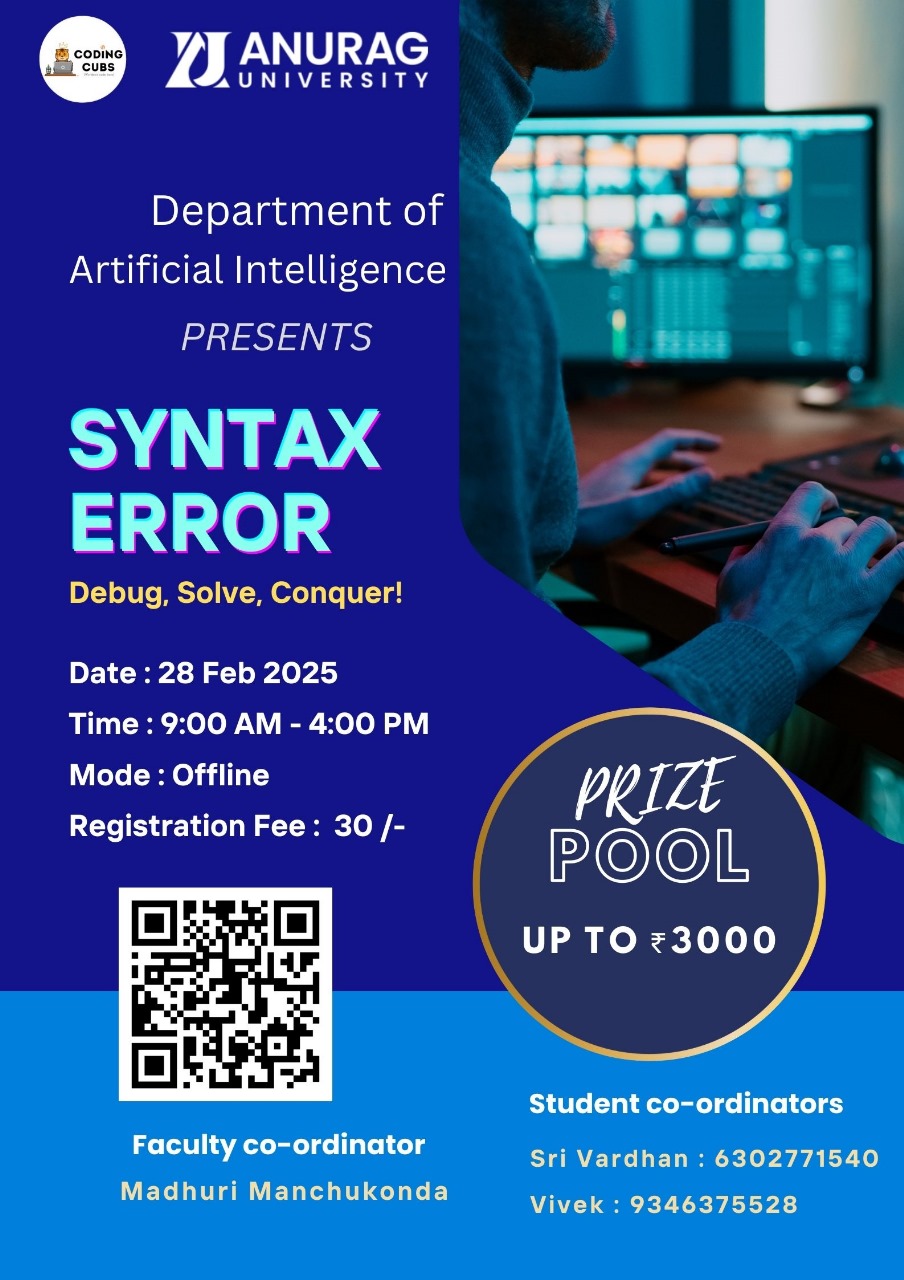 CODING
CUBS
ANURAG
UNIVERSITY
Department of
Artificial Intelligence
PRESENTS
SYNTAX
ERROR
Debug, Solve, Conquer!
Date : 28 Feb 2025
Time : 9:00 AM - 4:00 PM
Mode : Offline
Registration Fee : 30 /-
PRIZE
POOL
UP TO ₹3000
Faculty co-ordinator
Madhuri Manchukonda
Student co-ordinators
Sri Vardhan : 6302771540
Vivek : 9346375528